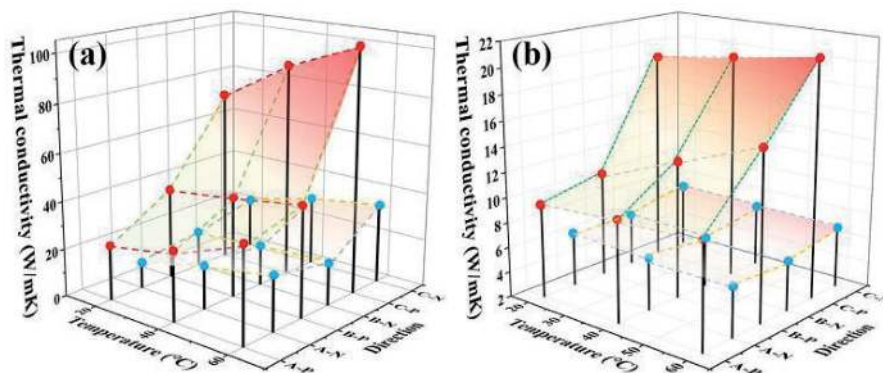 (a)
Thermal conductivity (W/mK)
100
80
60
40
20
0
20
40
60
Temperature (°C)
A-P
A-N
B-P
B-N
C-P
C-N
Direction
(b)
Thermal conductivity (W/mK)
22
20
18
16
14
12
10
8
6
4
2
20
30
40
50
60
Temperature (°C)
A-P
A-N
B-P
B-N
C-P
Direction